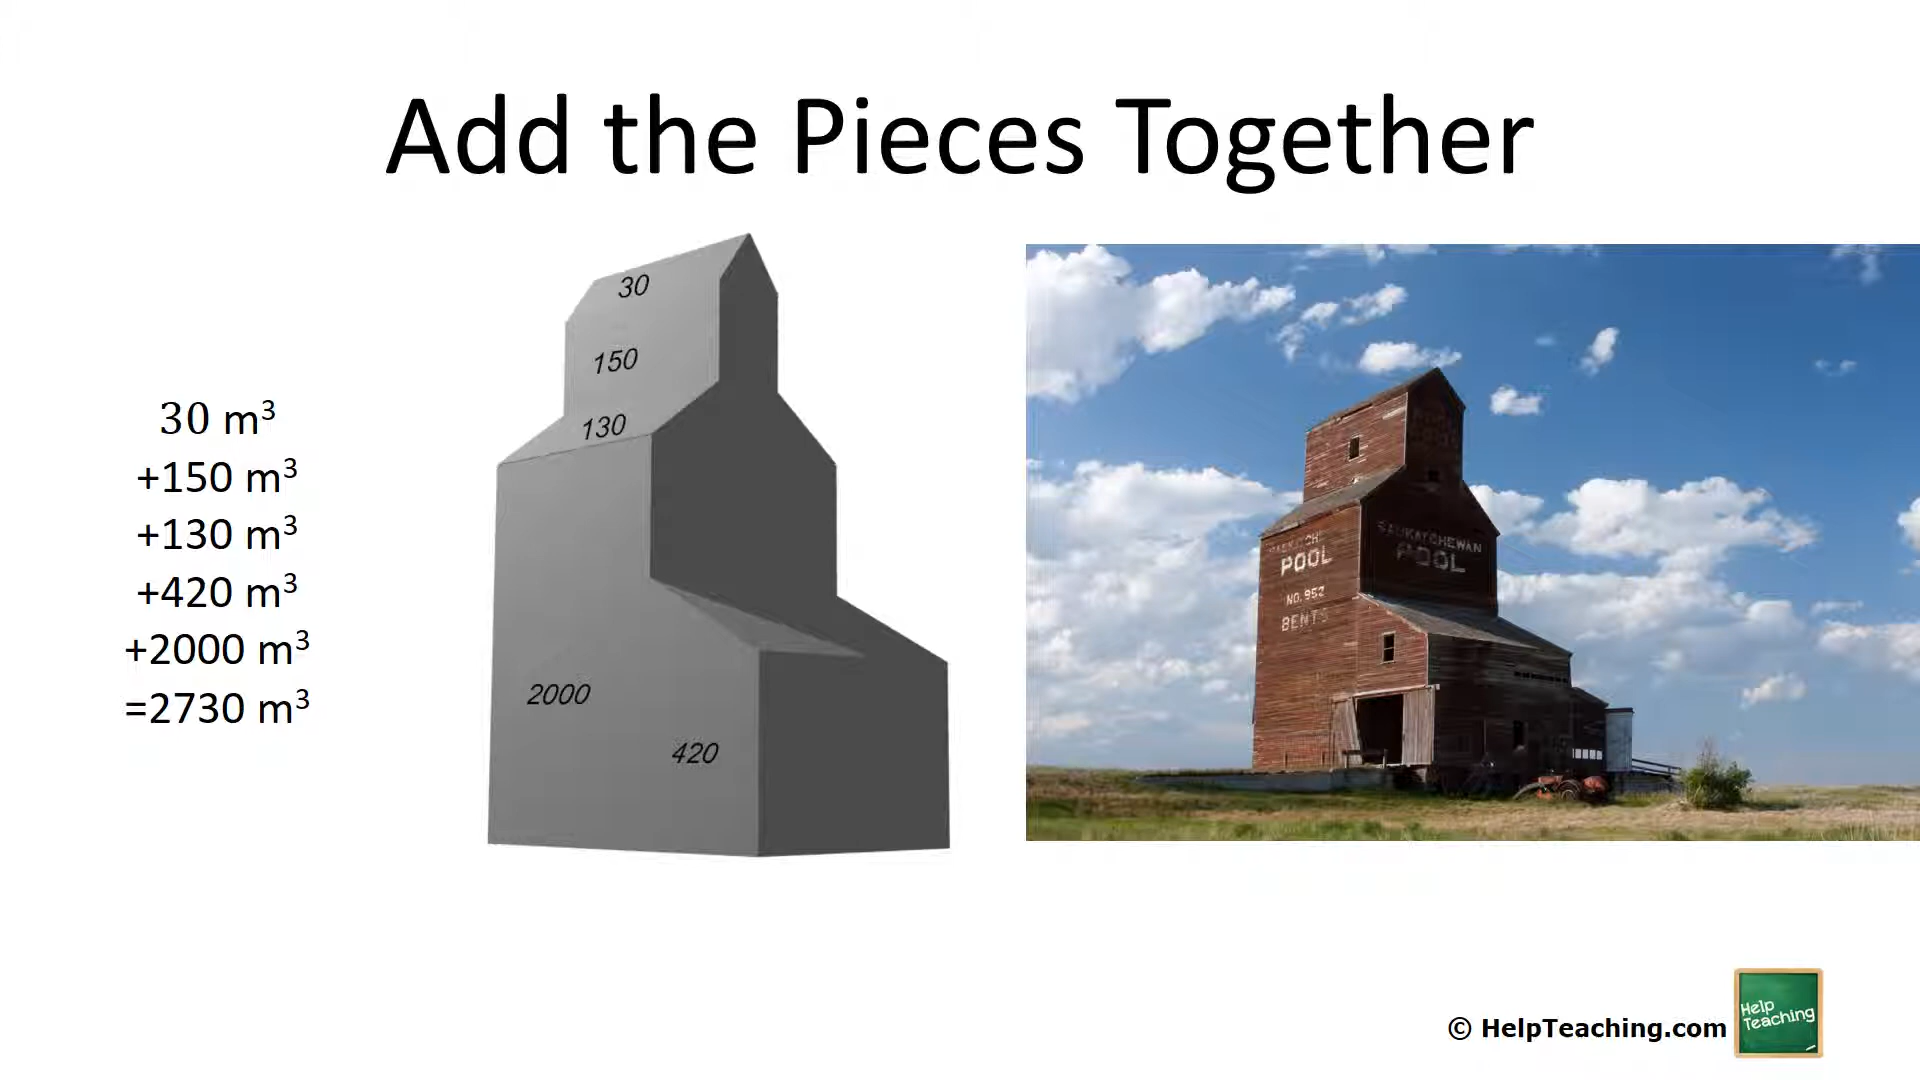 Add the Pieces Together
30 m³
+150 m³
+130 m³
+420 m³
+2000 m³
=2730 m³
30
150
130
2000
420
POOL
NO. 952
BENTS
SASKATCHEWAN
POOL
© HelpTeaching.com
Help
Teaching